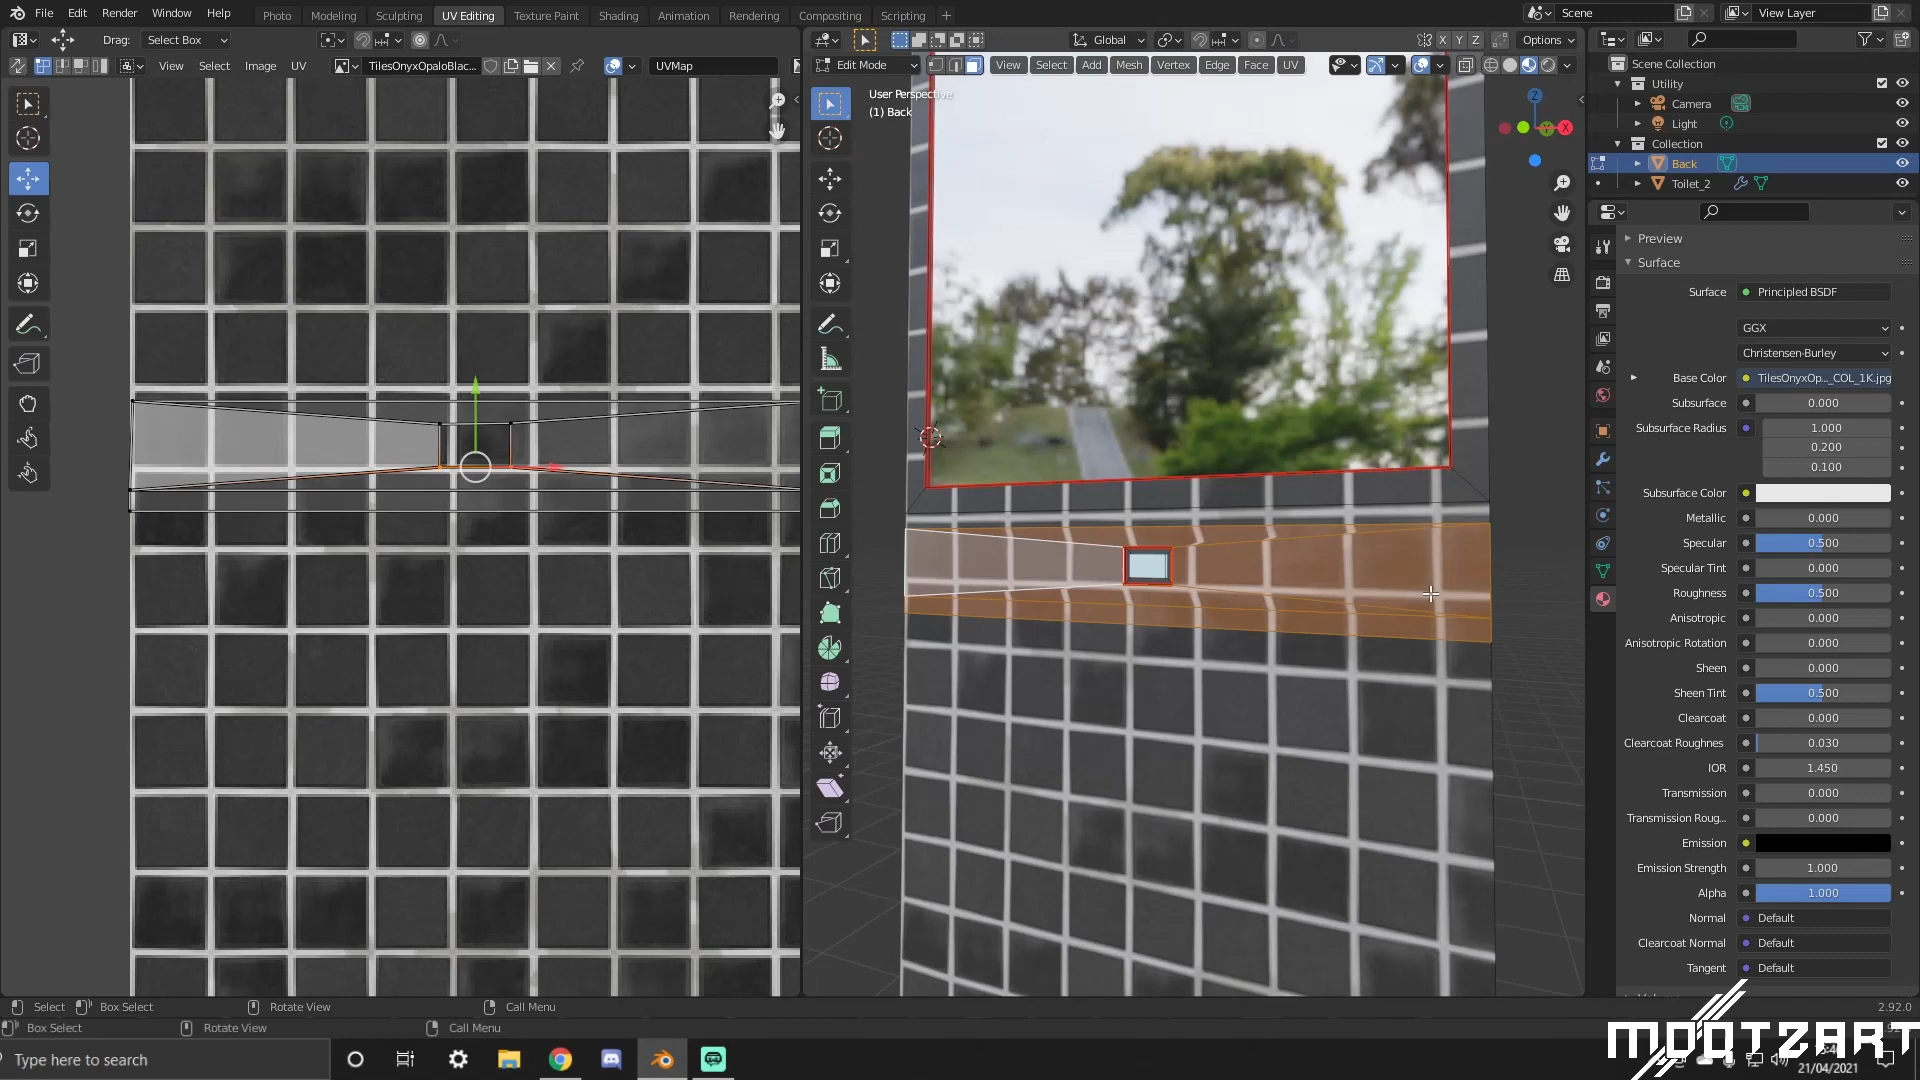 File Edit Render Window Help Photo Modeling Sculpting UV Editing Texture Paint Shading Animation Rendering Compositing Scripting + Scene View Layer
Drag: Select Box Global X Y Z Options
View Select Image UV TilesOnyxOpaloBlac... UVMap Edit Mode View Select Add Mesh Vertex Edge Face UV
User Perspective
(1) Back
Z
X
Scene Collection
Utility
Camera
Light
Collection
Back
Toilet_2
Preview
Surface
Surface Principled BSDF
GGX
Christensen-Burley
Base Color TilesOnyxOp..._COL_1K.jpg
Subsurface 0.000
Subsurface Radius 1.000
0.200
0.100
Subsurface Color
Metallic 0.000
Specular 0.500
Specular Tint 0.000
Roughness 0.500
Anisotropic 0.000
Anisotropic Rotation 0.000
Sheen 0.000
Sheen Tint 0.500
Clearcoat 0.000
Clearcoat Roughnes 0.030
IOR 1.450
Transmission 0.000
Transmission Roug... 0.000
Emission
Emission Strength 1.000
Alpha 1.000
Normal Default
Clearcoat Normal Default
Tangent Default
Select Box Select Rotate View Call Menu 2.92.0
Box Select Rotate View Call Menu
MOOTZART
Type here to search
21/04/2021